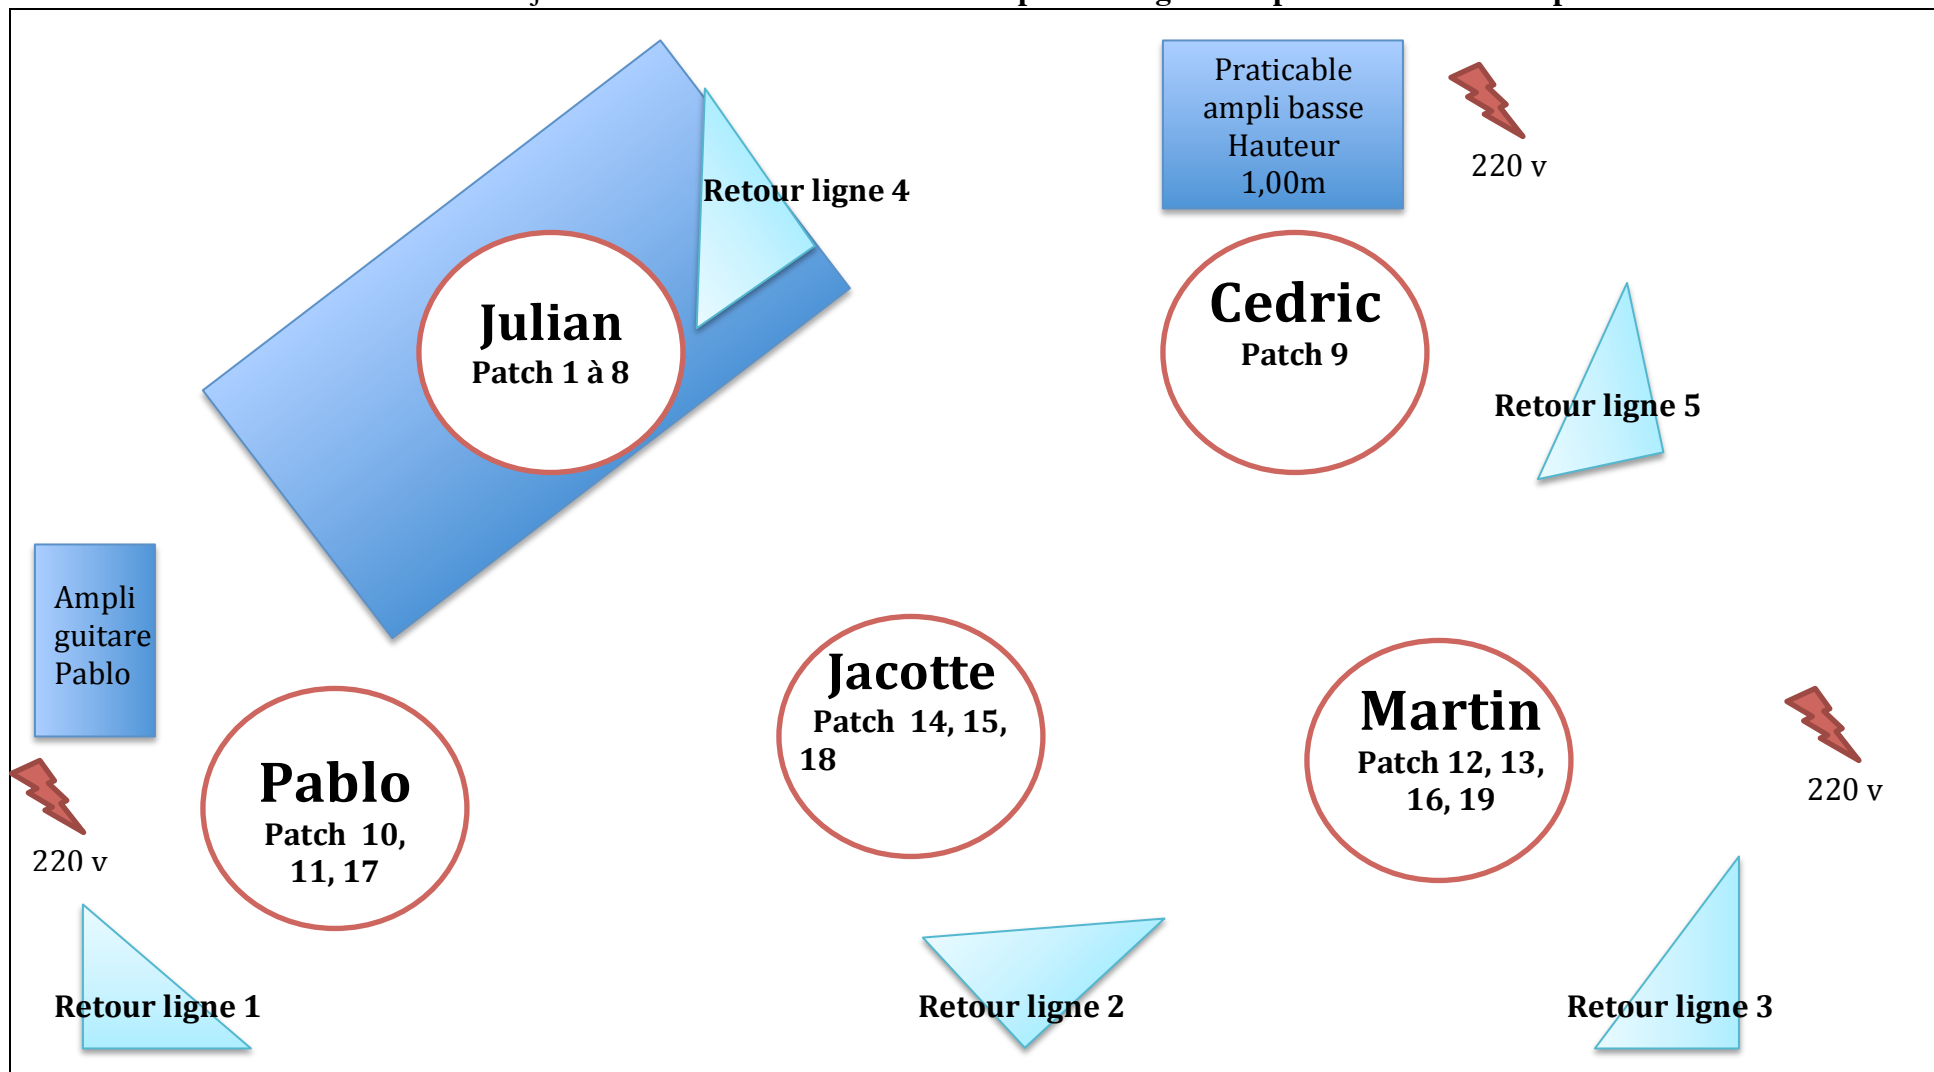 Praticable
ampli basse
Hauteur
1,00m
220 v
Retour ligne 4
Julian
Patch 1 à 8
Cedric
Patch 9
Retour ligne 5
Ampli
guitare
Pablo
Jacotte
Patch 14, 15,
18
Martin
Patch 12, 13,
16, 19
Pablo
Patch 10,
11, 17
220 v
220 v
Retour ligne 1
Retour ligne 2
Retour ligne 3